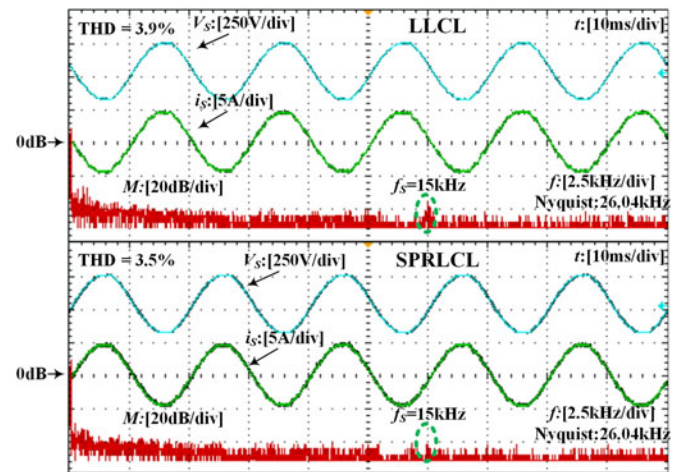 THD = 3.9% VS:[250V/div] LLCL t:[10ms/div]
iS:[5A/div]
0dB
M:[20dB/div] fS=15kHz f:[2.5kHz/div]
Nyquist:26,04kHz
THD = 3.5% VS:[250V/div] SPRLCL t:[10ms/div]
iS:[5A/div]
0dB
M:[20dB/div] fS=15kHz f:[2.5kHz/div]
Nyquist:26,04kHz